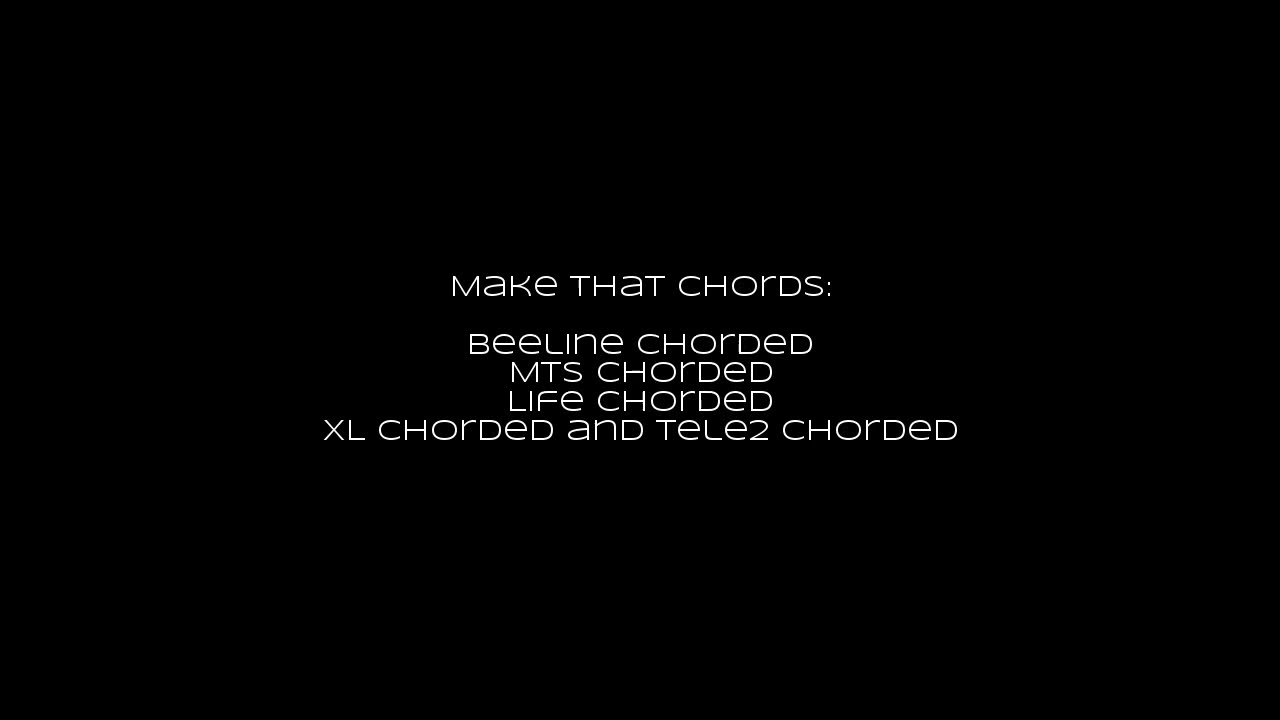 Make that chords:
Beeline chorded
MTS chorded
Life chorded
XL chorded and Tele2 chorded